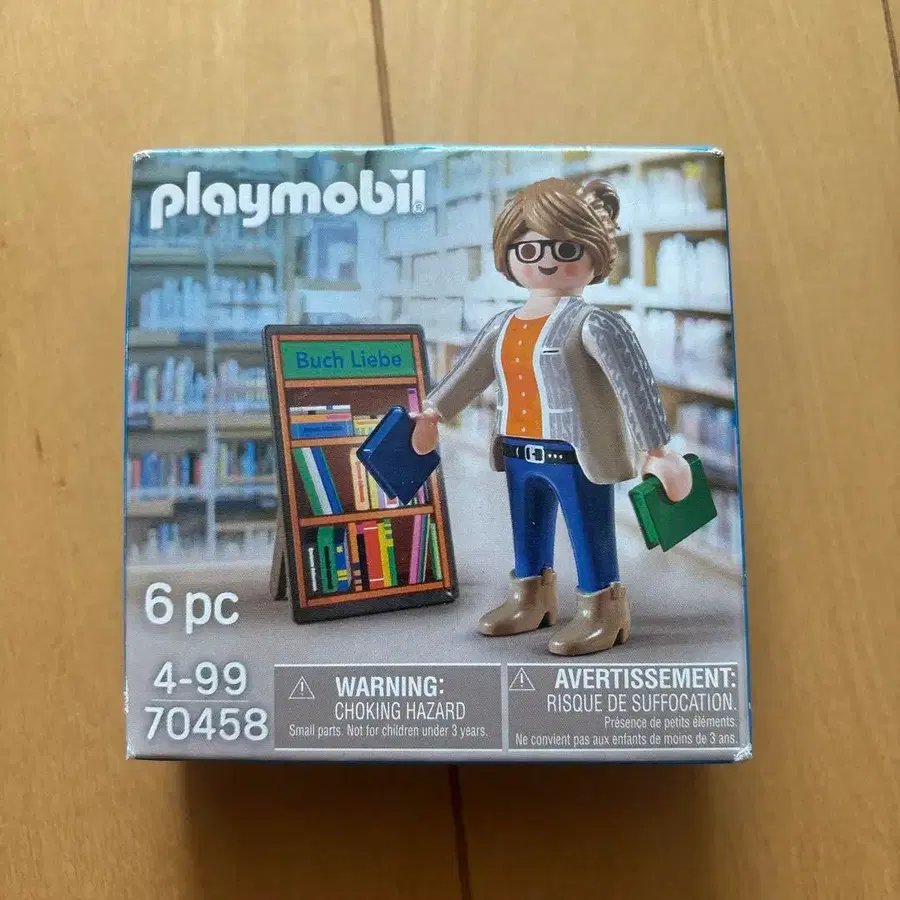 playmobil®
Buch Liebe
6 pc
4-99
70458
WARNING:
CHOKING HAZARD
Small parts. Not for children under 3 years.
AVERTISSEMENT:
RISQUE DE SUFFOCATION.
Présence de petits éléments.
Ne convient pas aux enfants de moins de 3 ans.